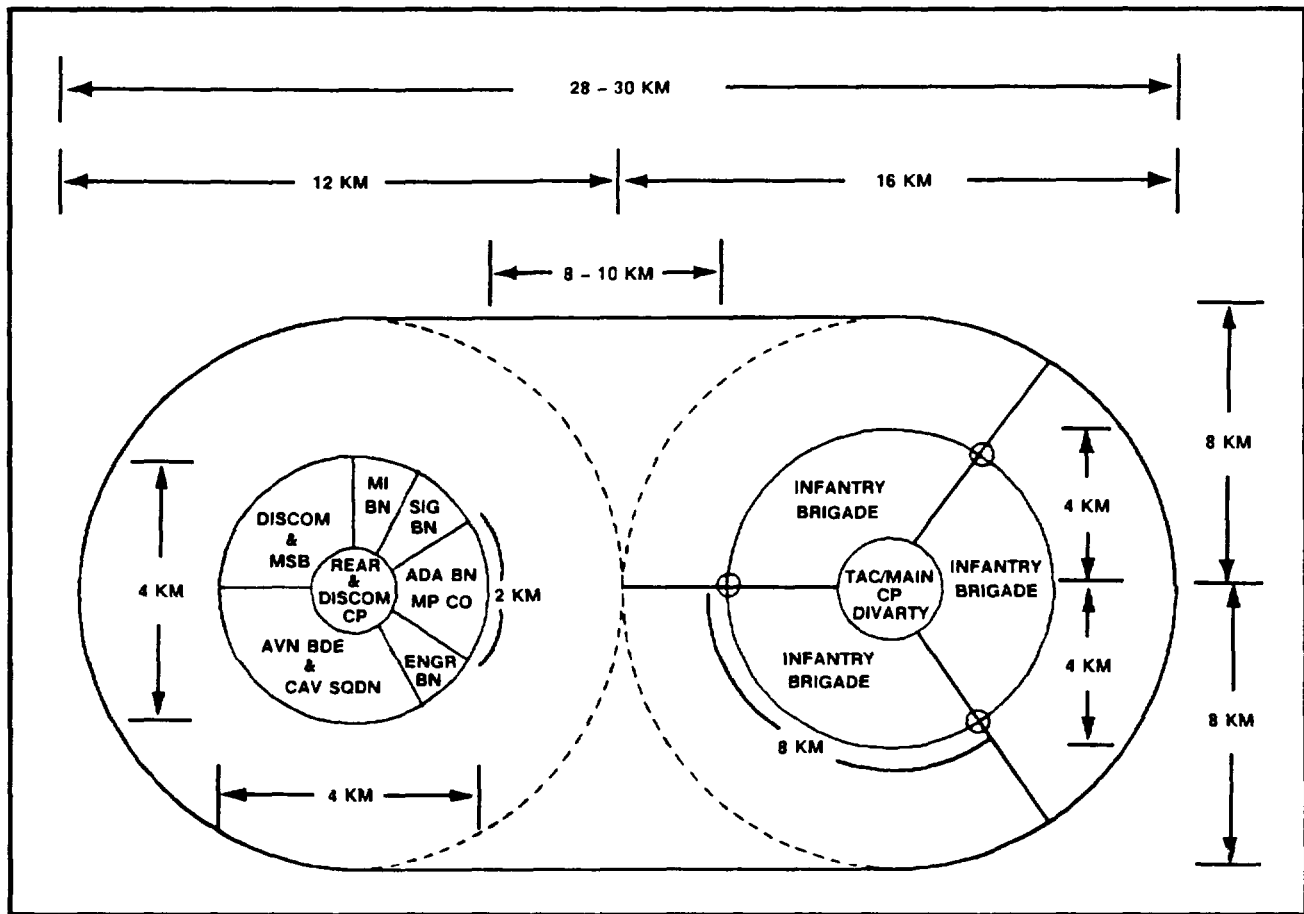 28 – 30 KM
12 KM
16 KM
8 – 10 KM
8 KM
MI
BN
SIG
BN
DISCOM
&
MSB
REAR
&
DISCOM
CP
ADA BN
MP CO
2 KM
4 KM
AVN BDE
&
CAV SQDN
ENGR
BN
4 KM
INFANTRY
BRIGADE
4 KM
TAC/MAIN
CP
DIVARTY
INFANTRY
BRIGADE
INFANTRY
BRIGADE
4 KM
8 KM
8 KM